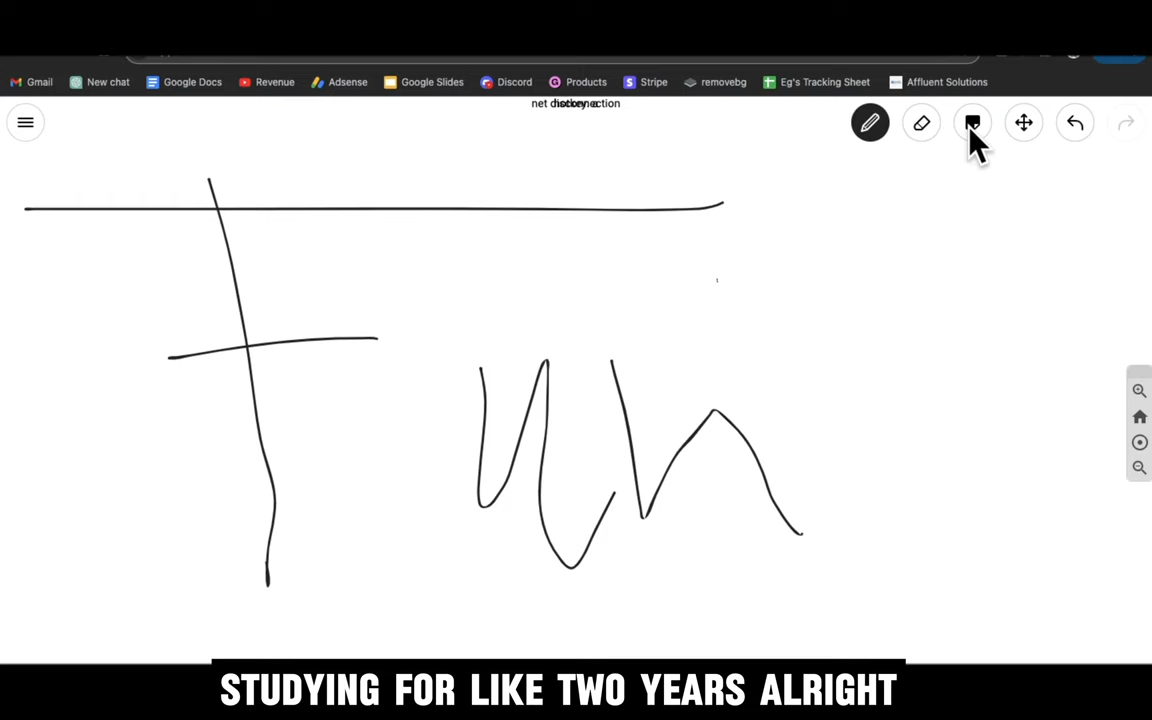 Gmail New chat Google Docs Revenue Adsense Google Slides Discord Products Stripe removebg Eg's Tracking Sheet Affluent Solutions
Fun
STUDYING FOR LIKE TWO YEARS ALRIGHT